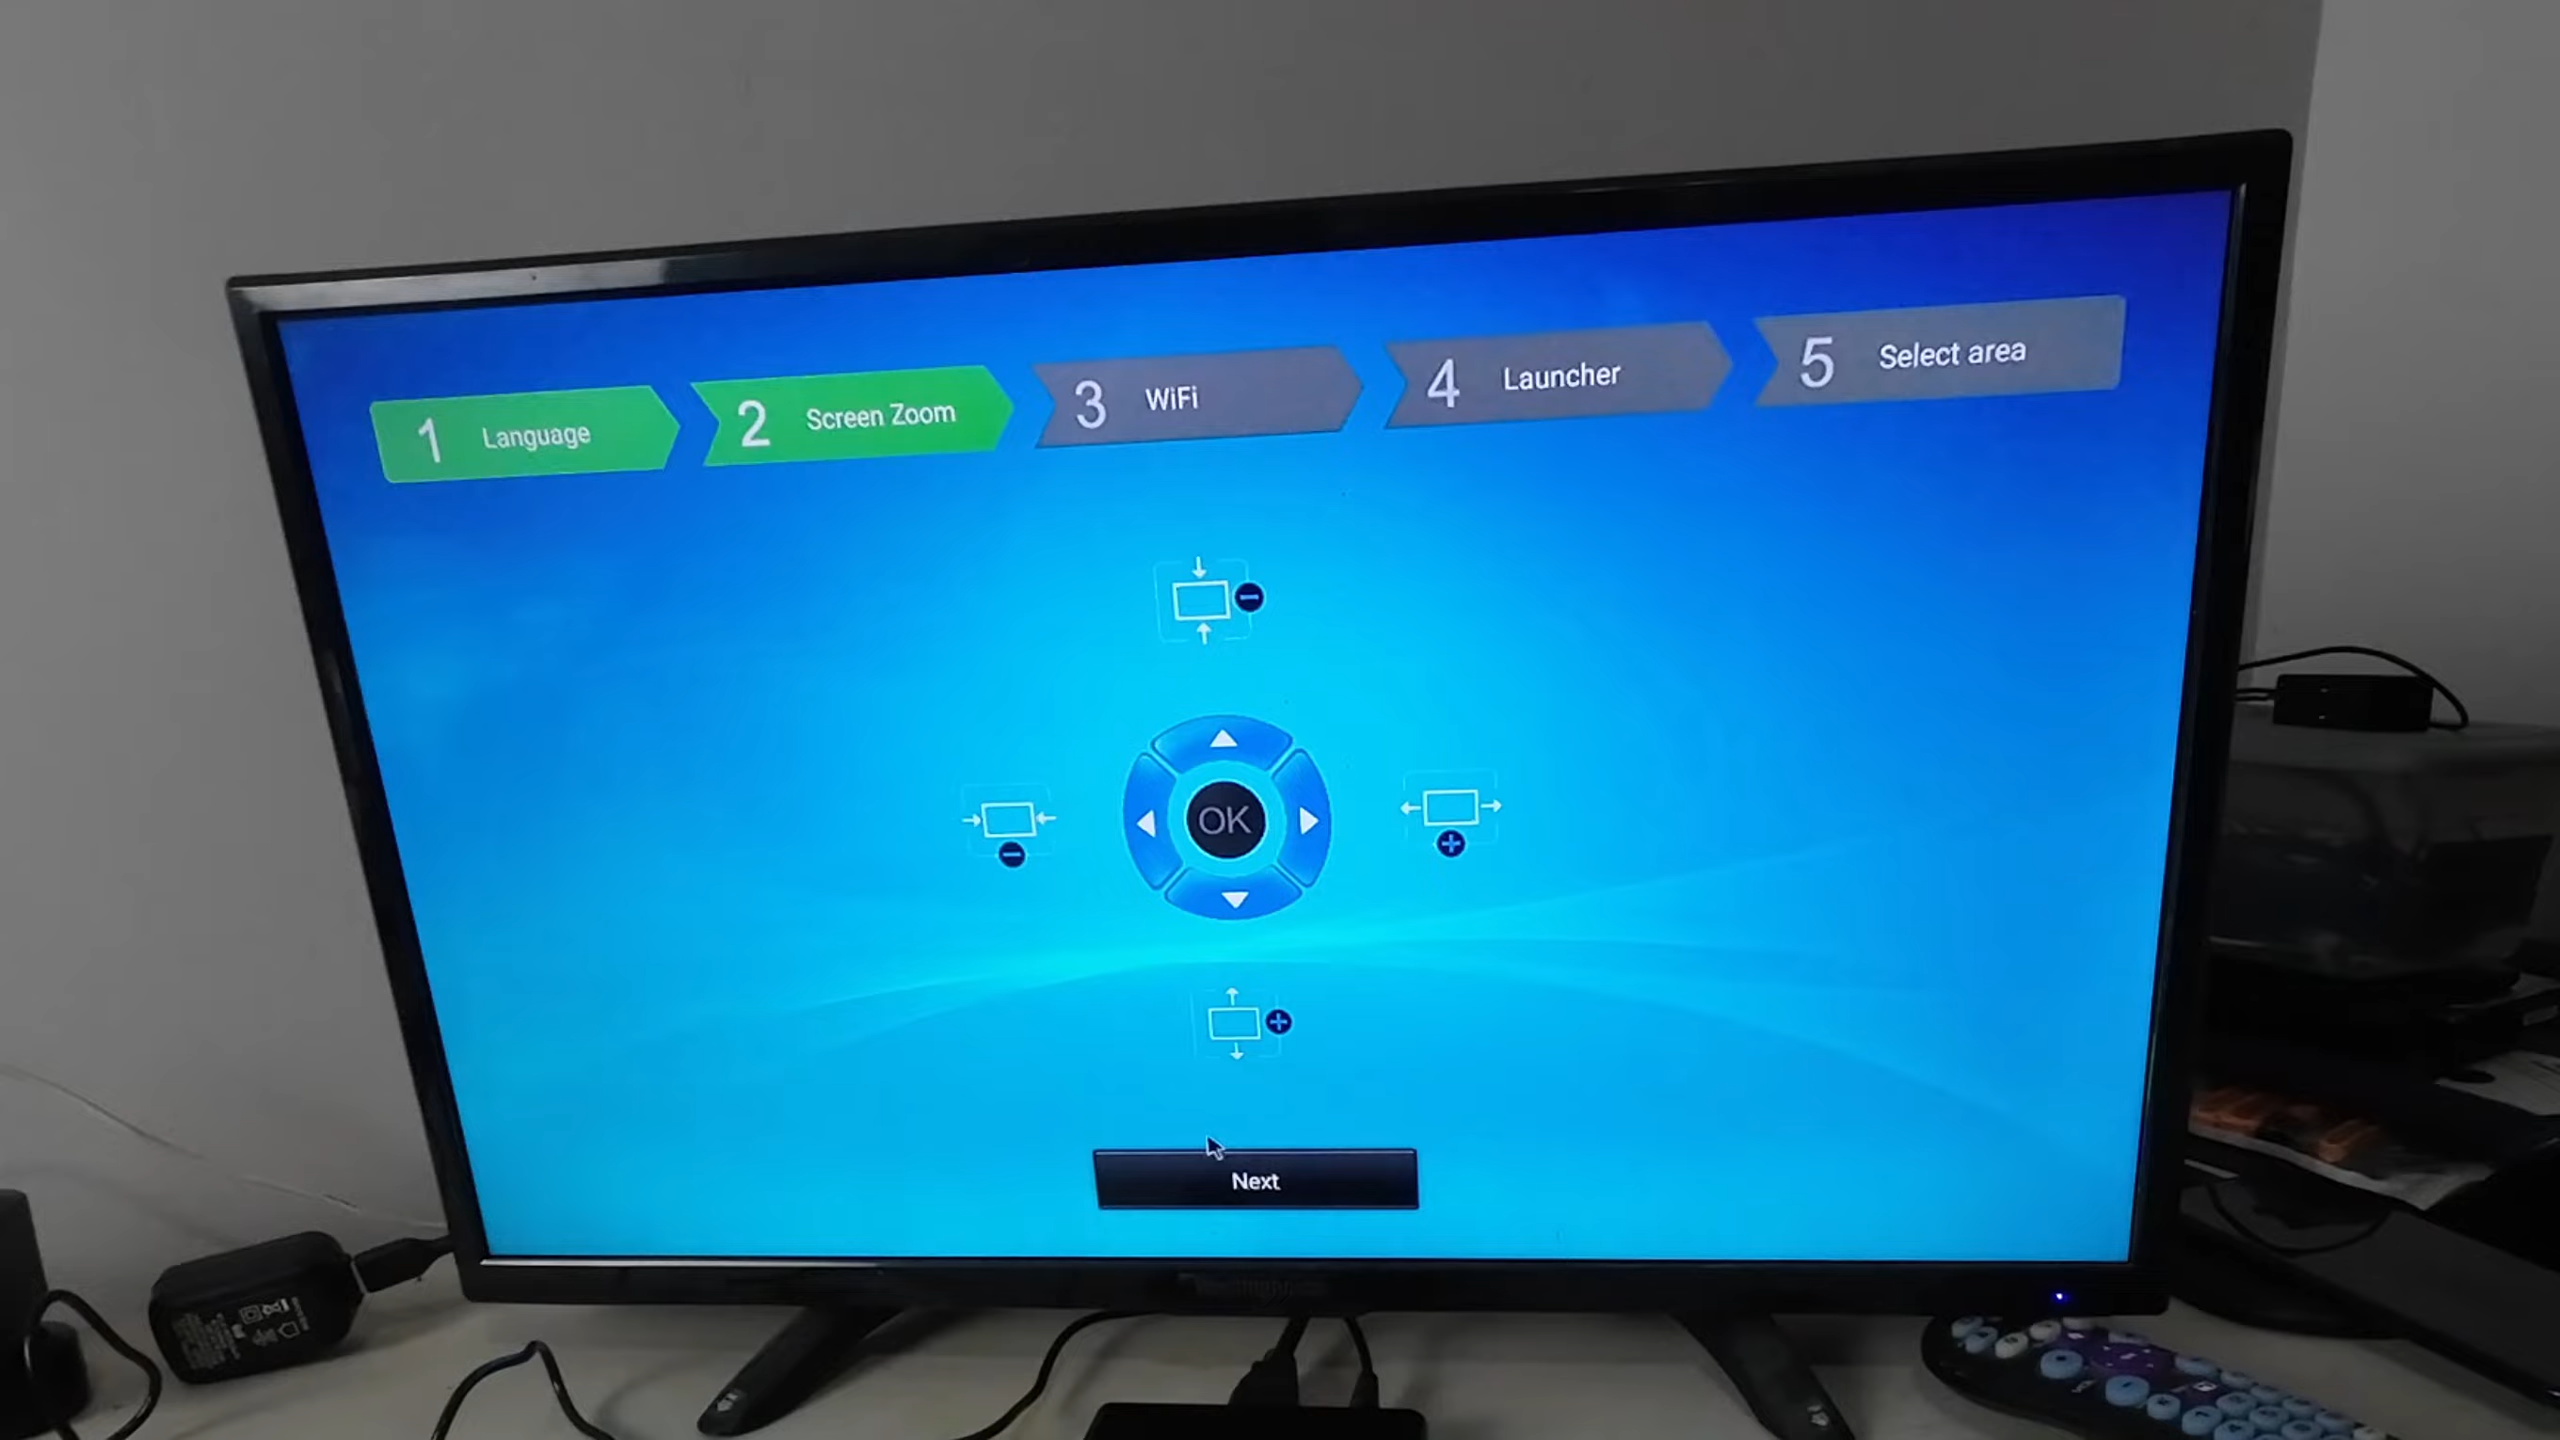 1 Language
2 Screen Zoom
3 WiFi
4 Launcher
5 Select area
OK
Next